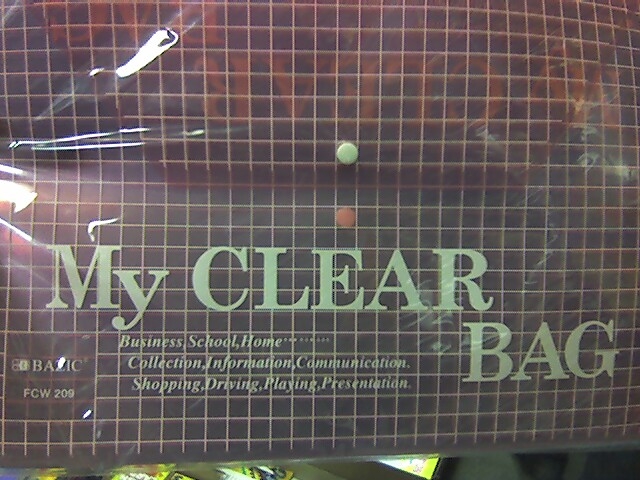 My CLEAR
BAG
Business,School,Home·········
Collection,Information,Communication.
Shopping,Driving,Playing,Presentation.
BAZIC
FCW 209